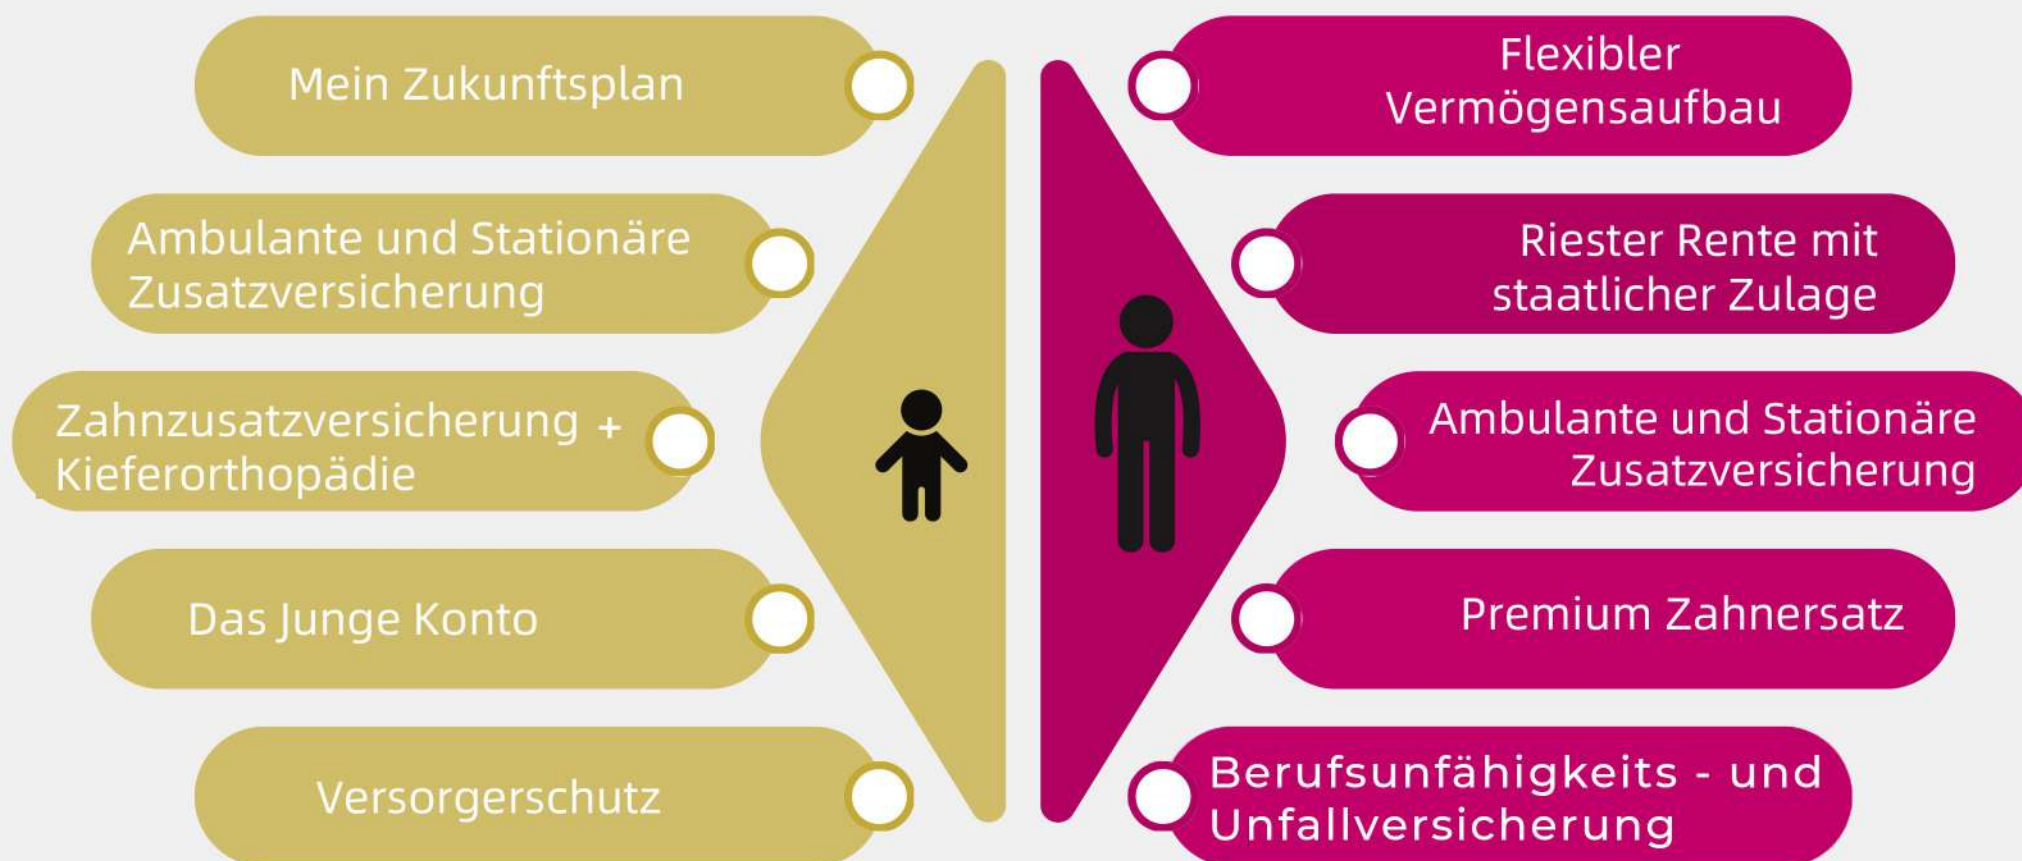 Mein Zukunftsplan
Ambulante und Stationäre
Zusatzversicherung
Zahnzusatzversicherung +
Kieferorthopädie
Das Junge Konto
Versorgerschutz
Flexibler
Vermögensaufbau
Riester Rente mit
staatlicher Zulage
Ambulante und Stationäre
Zusatzversicherung
Premium Zahnersatz
Berufsunfähigkeits - und
Unfallversicherung